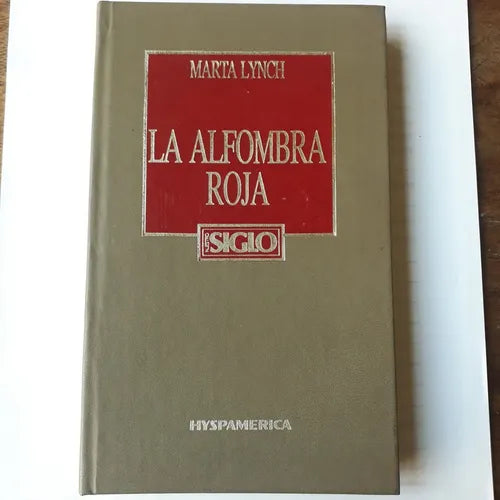 MARTA LYNCH
LA ALFOMBRA
ROJA
SIGLO
HYSPAMERICA